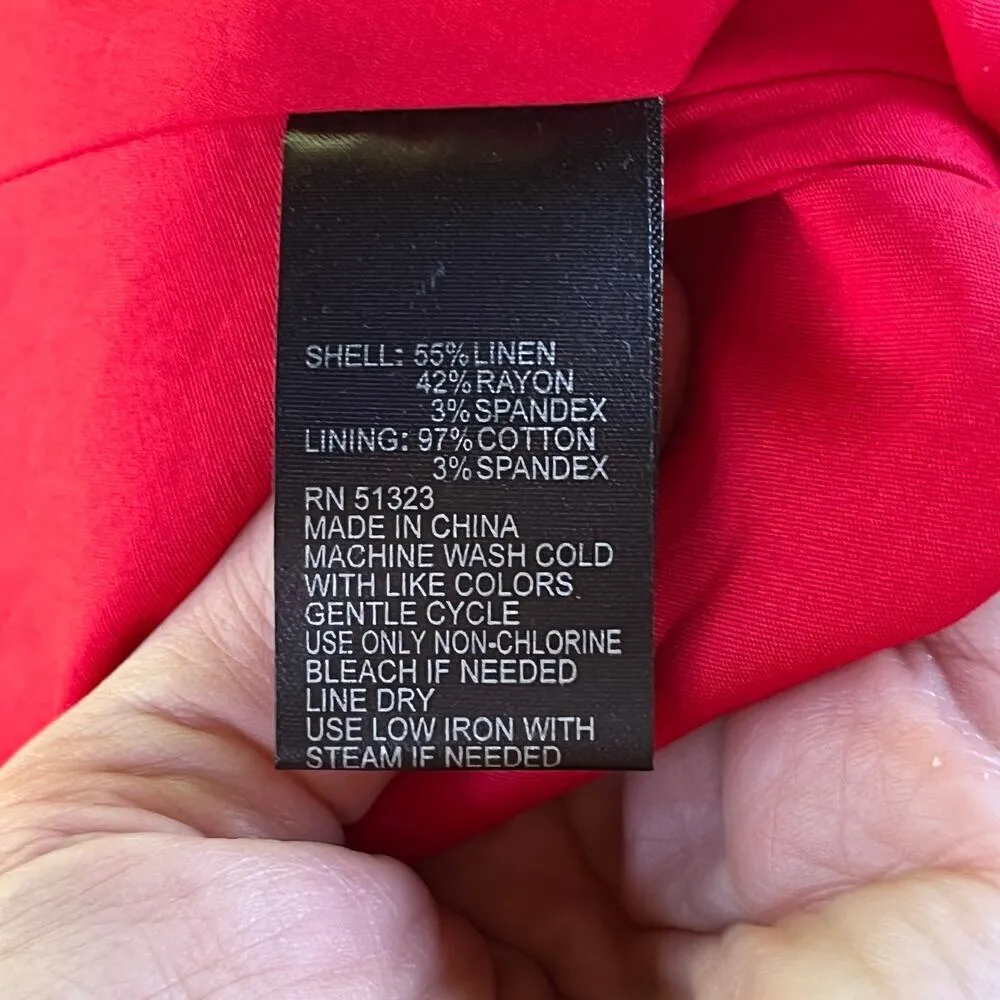 SHELL: 55% LINEN
42% RAYON
3% SPANDEX
LINING: 97% COTTON
3% SPANDEX
RN 51323
MADE IN CHINA
MACHINE WASH COLD
WITH LIKE COLORS
GENTLE CYCLE
USE ONLY NON-CHLORINE
BLEACH IF NEEDED
LINE DRY
USE LOW IRON WITH
STEAM IF NEEDED